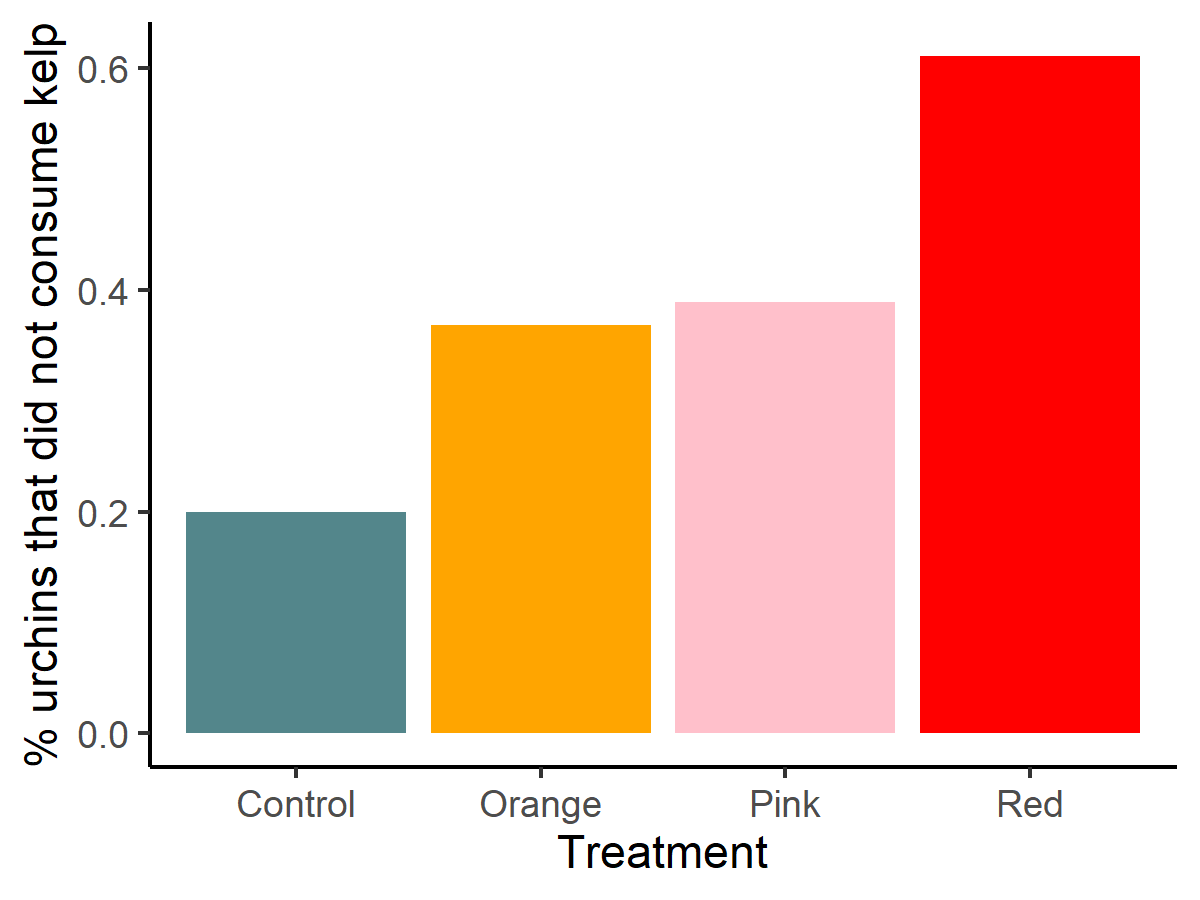 % urchins that did not consume kelp
0.6
0.4
0.2
0.0
Control Orange Pink Red
Treatment